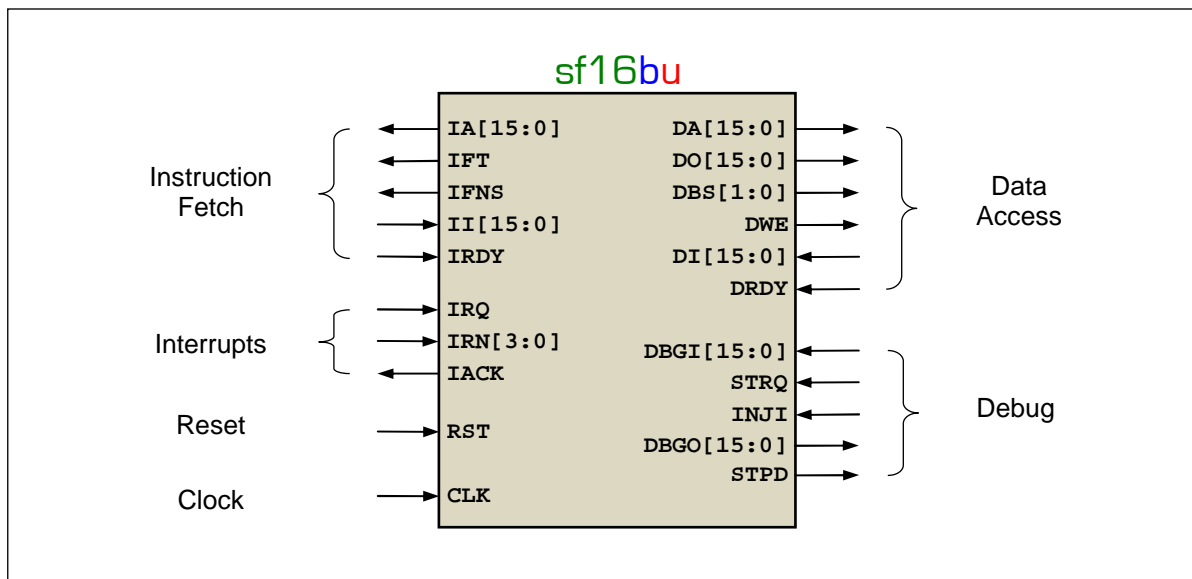 sf16bu
Instruction
Fetch
IA[15:0]
IFT
IFNS
II[15:0]
IRDY
Interrupts
IRQ
IRN[3:0]
IACK
Reset
RST
Clock
CLK
DA[15:0]
DO[15:0]
DBS[1:0]
DWE
DI[15:0]
DRDY
Data
Access
DBGI[15:0]
STRQ
INJI
DBGO[15:0]
STPD
Debug